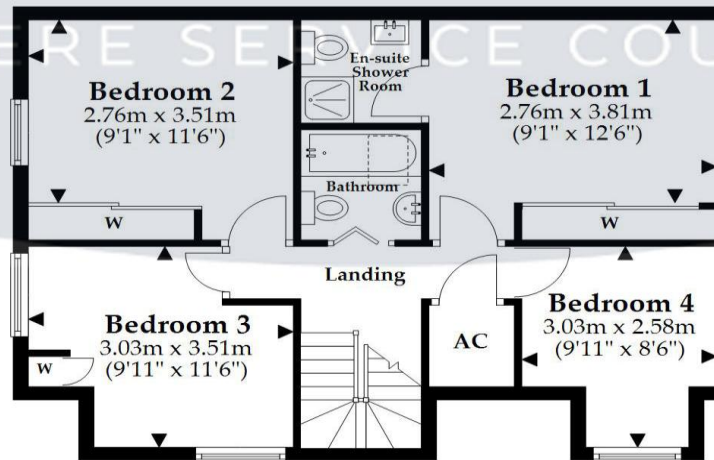 ERE SERVICE COU
En-suite
Shower
Room
Bedroom 2
2.76m x 3.51m
(9'1" x 11'6")
Bedroom 1
2.76m x 3.81m
(9'1" x 12'6")
Bathroom
W
W
Landing
Bedroom 3
3.03m x 3.51m
(9'11" x 11'6")
Bedroom 4
3.03m x 2.58m
(9'11" x 8'6")
AC
W